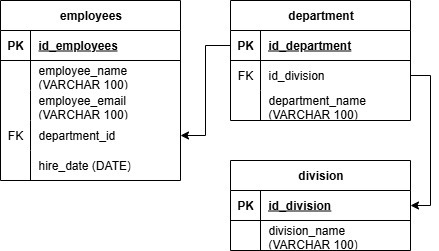 employees
PK id_employees
employee_name
(VARCHAR 100)
employee_email
(VARCHAR 100)
FK department_id
hire_date (DATE)
department
PK id_department
FK id_division
department_name
(VARCHAR 100)
division
PK id_division
division_name
(VARCHAR 100)